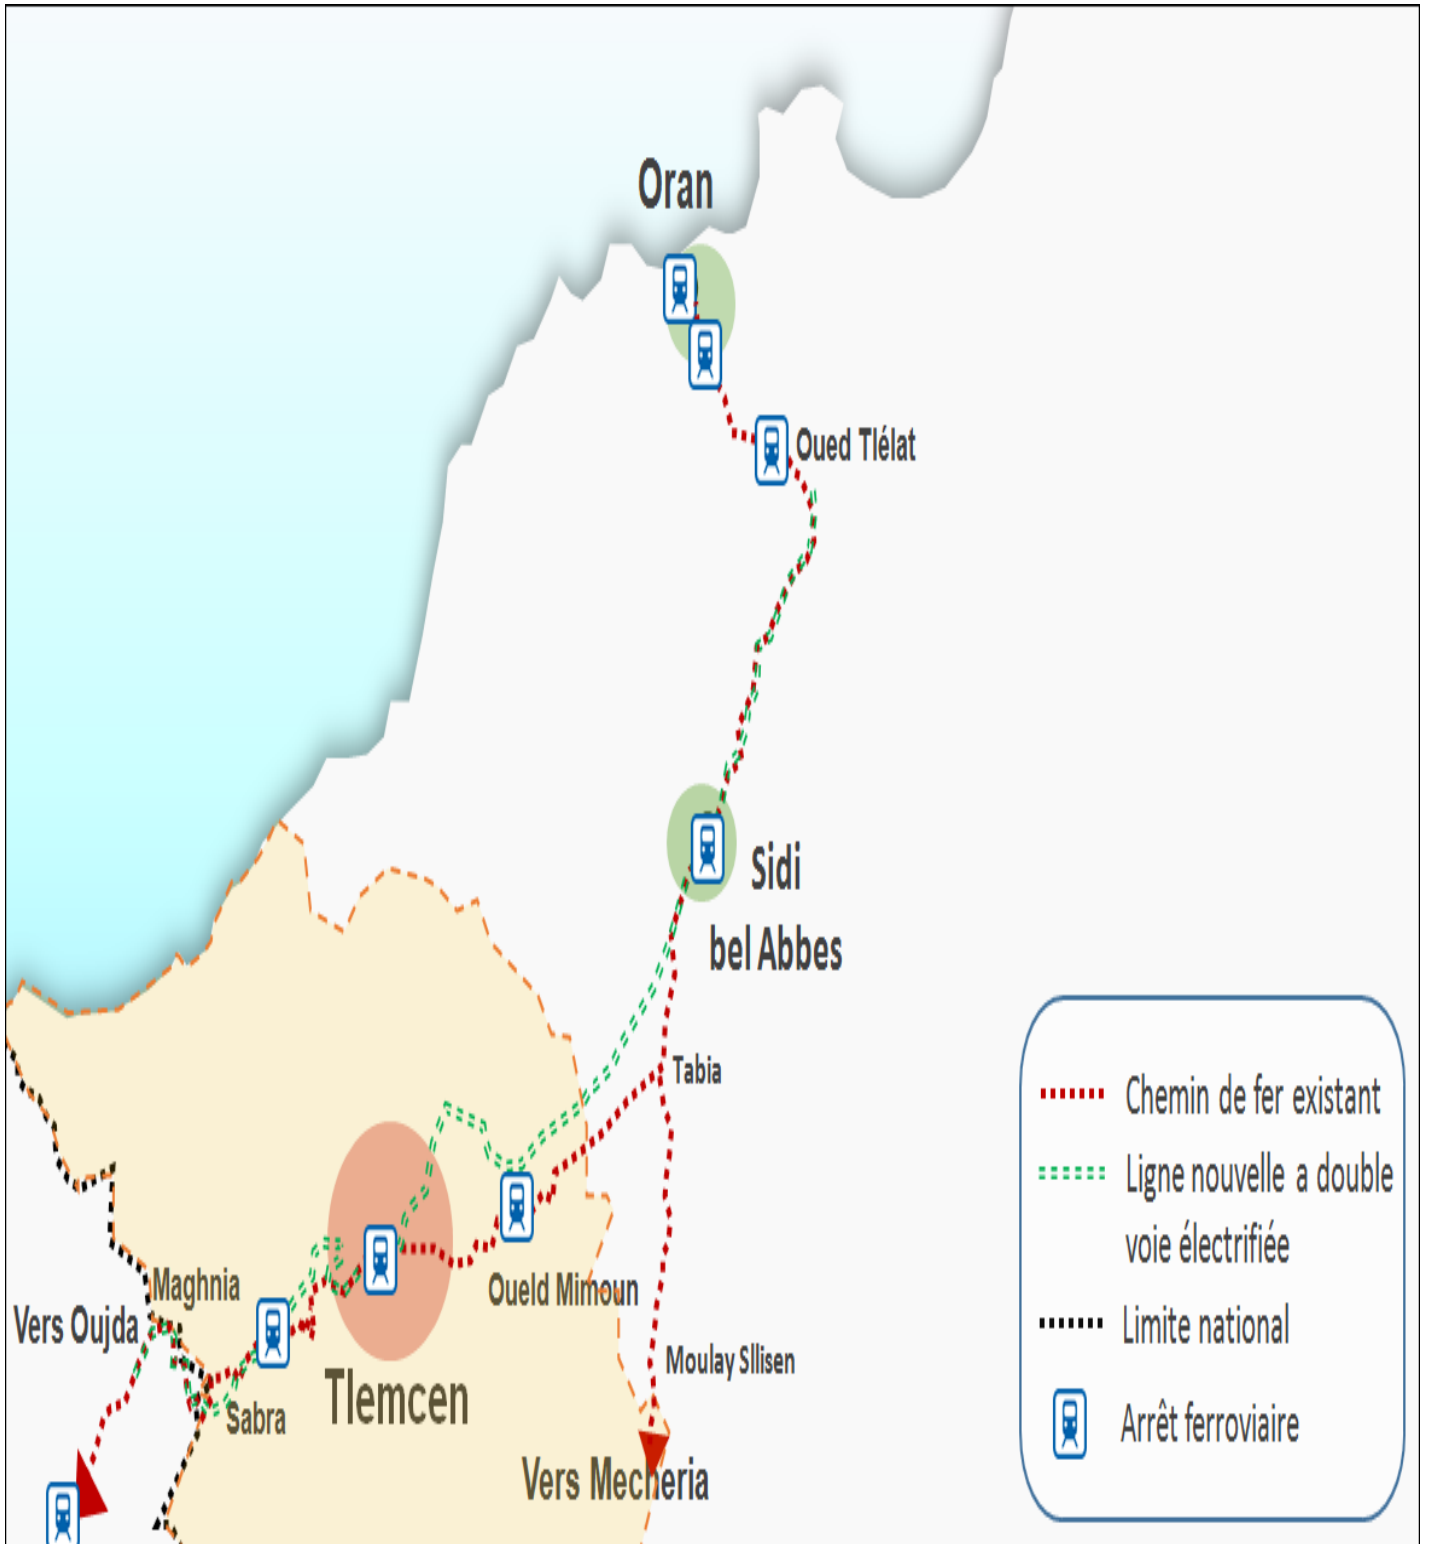 Oran
Oued Tlélat
Sidi
bel Abbes
Tabia
Maghnia
Vers Oujda
Oueld Mimoun
Moulay Sllisen
Tlemcen
Sabra
Vers Mecheria
Chemin de fer existant
Ligne nouvelle a double
voie électrifiée
Limite national
Arrêt ferroviaire